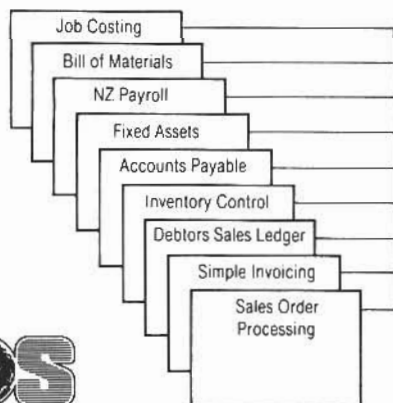 Job Costing
Bill of Materials
NZ Payroll
Fixed Assets
Accounts Payable
Inventory Control
Debtors Sales Ledger
Simple Invoicing
Sales Order
Processing